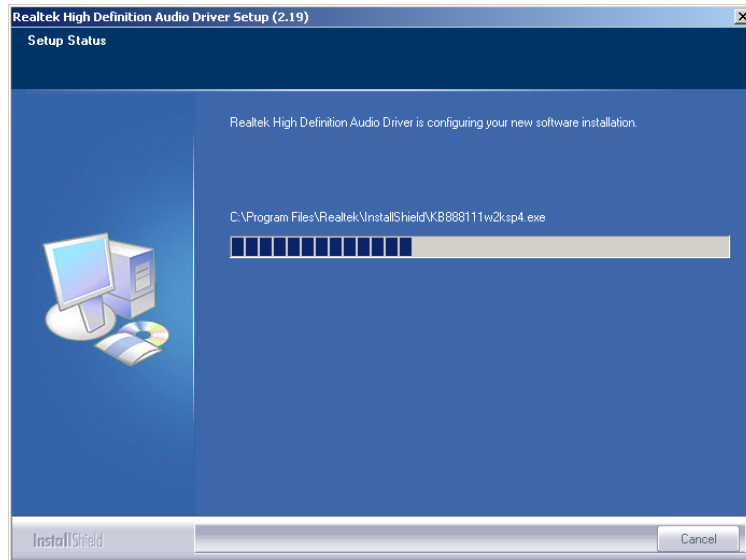 Realtek High Definition Audio Driver Setup (2.19)
Setup Status
Realtek High Definition Audio Driver is configuring your new software installation.
C:\Program Files\Realtek\InstallShield\KB888111w2ksp4.exe
InstallShield
Cancel